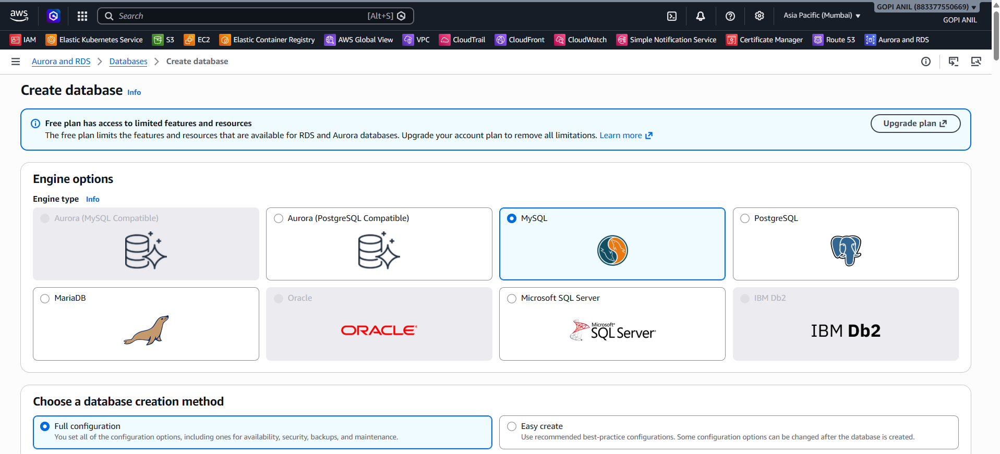 aws
Search [Alt+S]
Asia Pacific (Mumbai)
GOPI ANIL (883377550669)
GOPI ANIL
IAM Elastic Kubernetes Service S3 EC2 Elastic Container Registry AWS Global View VPC CloudTrail CloudFront CloudWatch Simple Notification Service Certificate Manager Route 53 Aurora and RDS
Aurora and RDS Databases Create database
Create database Info
Free plan has access to limited features and resources
The free plan limits the features and resources that are available for RDS and Aurora databases. Upgrade your account plan to remove all limitations. Learn more
Upgrade plan
Engine options
Engine type Info
Aurora (MySQL Compatible)
Aurora (PostgreSQL Compatible)
MySQL
PostgreSQL
MariaDB
Oracle
ORACLE®
Microsoft SQL Server
Microsoft®
SQL Server®
IBM Db2
IBM Db2
Choose a database creation method
Full configuration
You set all of the configuration options, including ones for availability, security, backups, and maintenance.
Easy create
Use recommended best-practice configurations. Some configuration options can be changed after the database is created.